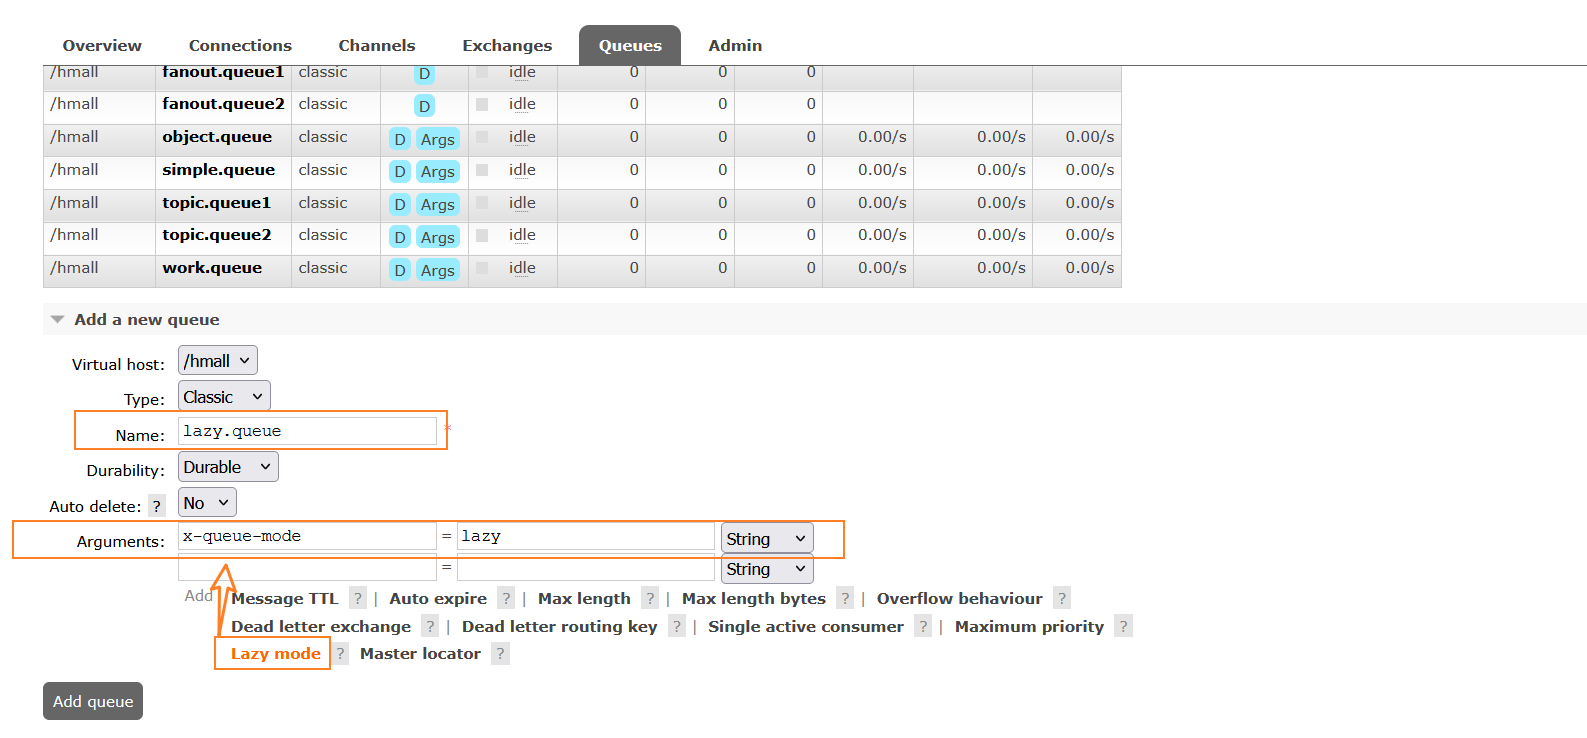 Overview Connections Channels Exchanges Queues Admin
/hmall fanout.queue1 classic D idle 0 0 0
/hmall fanout.queue2 classic D idle 0 0 0
/hmall object.queue classic D Args idle 0 0 0 0.00/s 0.00/s 0.00/s
/hmall simple.queue classic D Args idle 0 0 0 0.00/s 0.00/s 0.00/s
/hmall topic.queue1 classic D Args idle 0 0 0 0.00/s 0.00/s 0.00/s
/hmall topic.queue2 classic D Args idle 0 0 0 0.00/s 0.00/s 0.00/s
/hmall work.queue classic D Args idle 0 0 0 0.00/s 0.00/s 0.00/s
Add a new queue
Virtual host: /hmall
Type: Classic
Name: lazy.queue *
Durability: Durable
Auto delete: ? No
Arguments: x-queue-mode = lazy String
= String
Add Message TTL ? | Auto expire ? | Max length ? | Max length bytes ? | Overflow behaviour ?
Dead letter exchange ? | Dead letter routing key ? | Single active consumer ? | Maximum priority ?
Lazy mode ? Master locator ?
Add queue